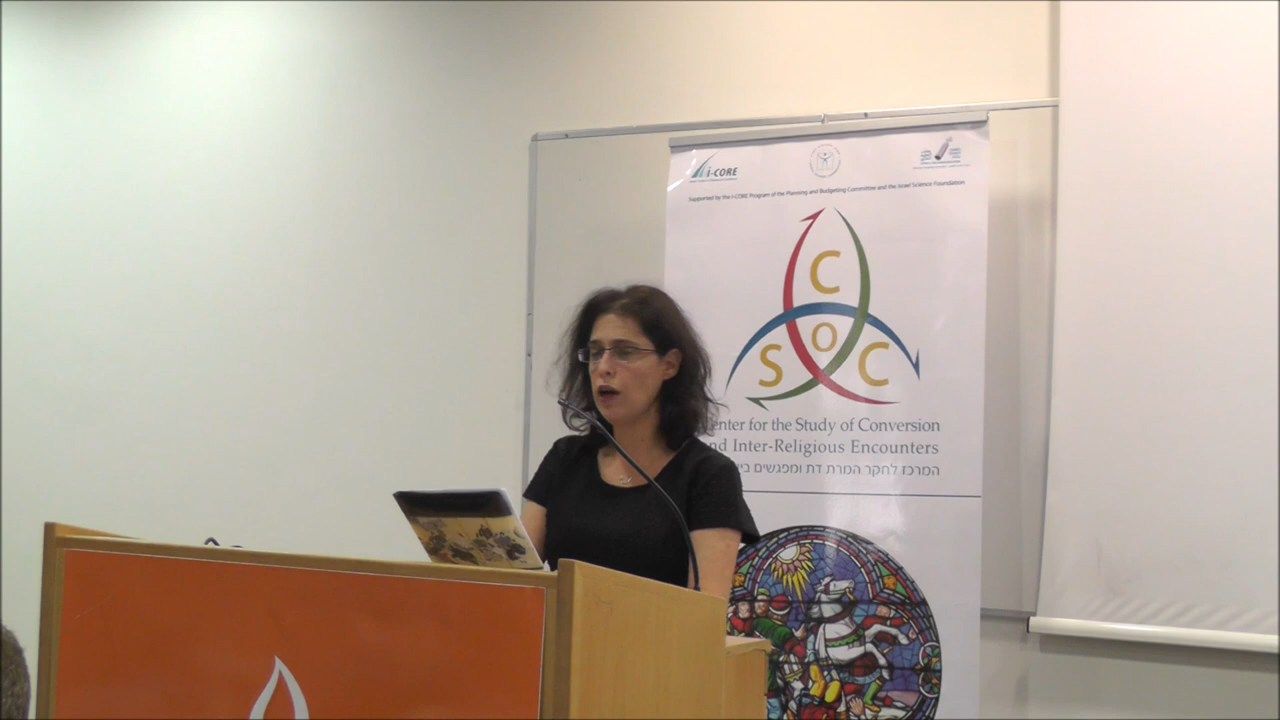 i-CORE
Supported by the I-CORE Program of the Planning and Budgeting Committee and the Israel Science Foundation
C
S O C
enter for the Study of Conversion
nd Inter-Religious Encounters
המרכז לחקר המרת דת ומפגשים בי